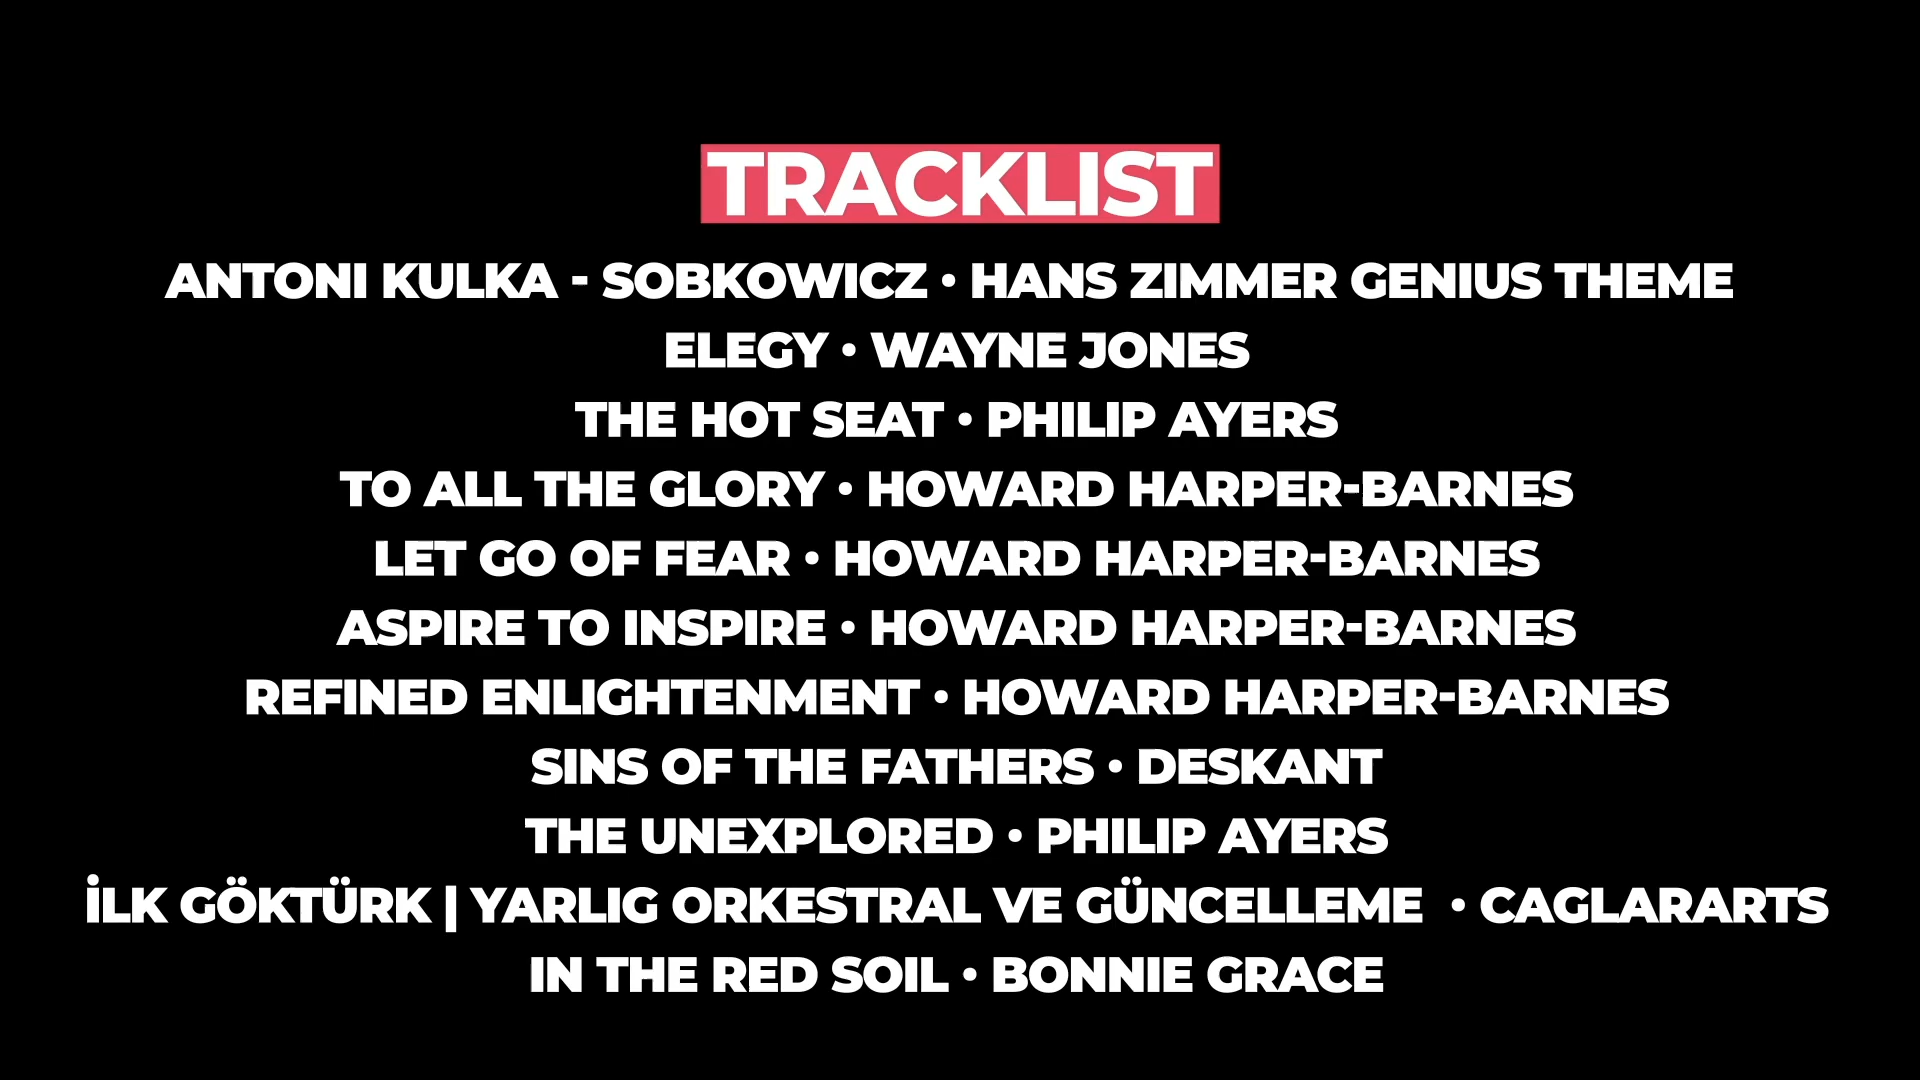 TRACKLIST
ANTONI KULKA - SOBKOWICZ • HANS ZIMMER GENIUS THEME
ELEGY • WAYNE JONES
THE HOT SEAT • PHILIP AYERS
TO ALL THE GLORY • HOWARD HARPER-BARNES
LET GO OF FEAR • HOWARD HARPER-BARNES
ASPIRE TO INSPIRE • HOWARD HARPER-BARNES
REFINED ENLIGHTENMENT • HOWARD HARPER-BARNES
SINS OF THE FATHERS • DESKANT
THE UNEXPLORED • PHILIP AYERS
İLK GÖKTÜRK | YARLIG ORKESTRAL VE GÜNCELLEME • CAGLARARTS
IN THE RED SOIL • BONNIE GRACE